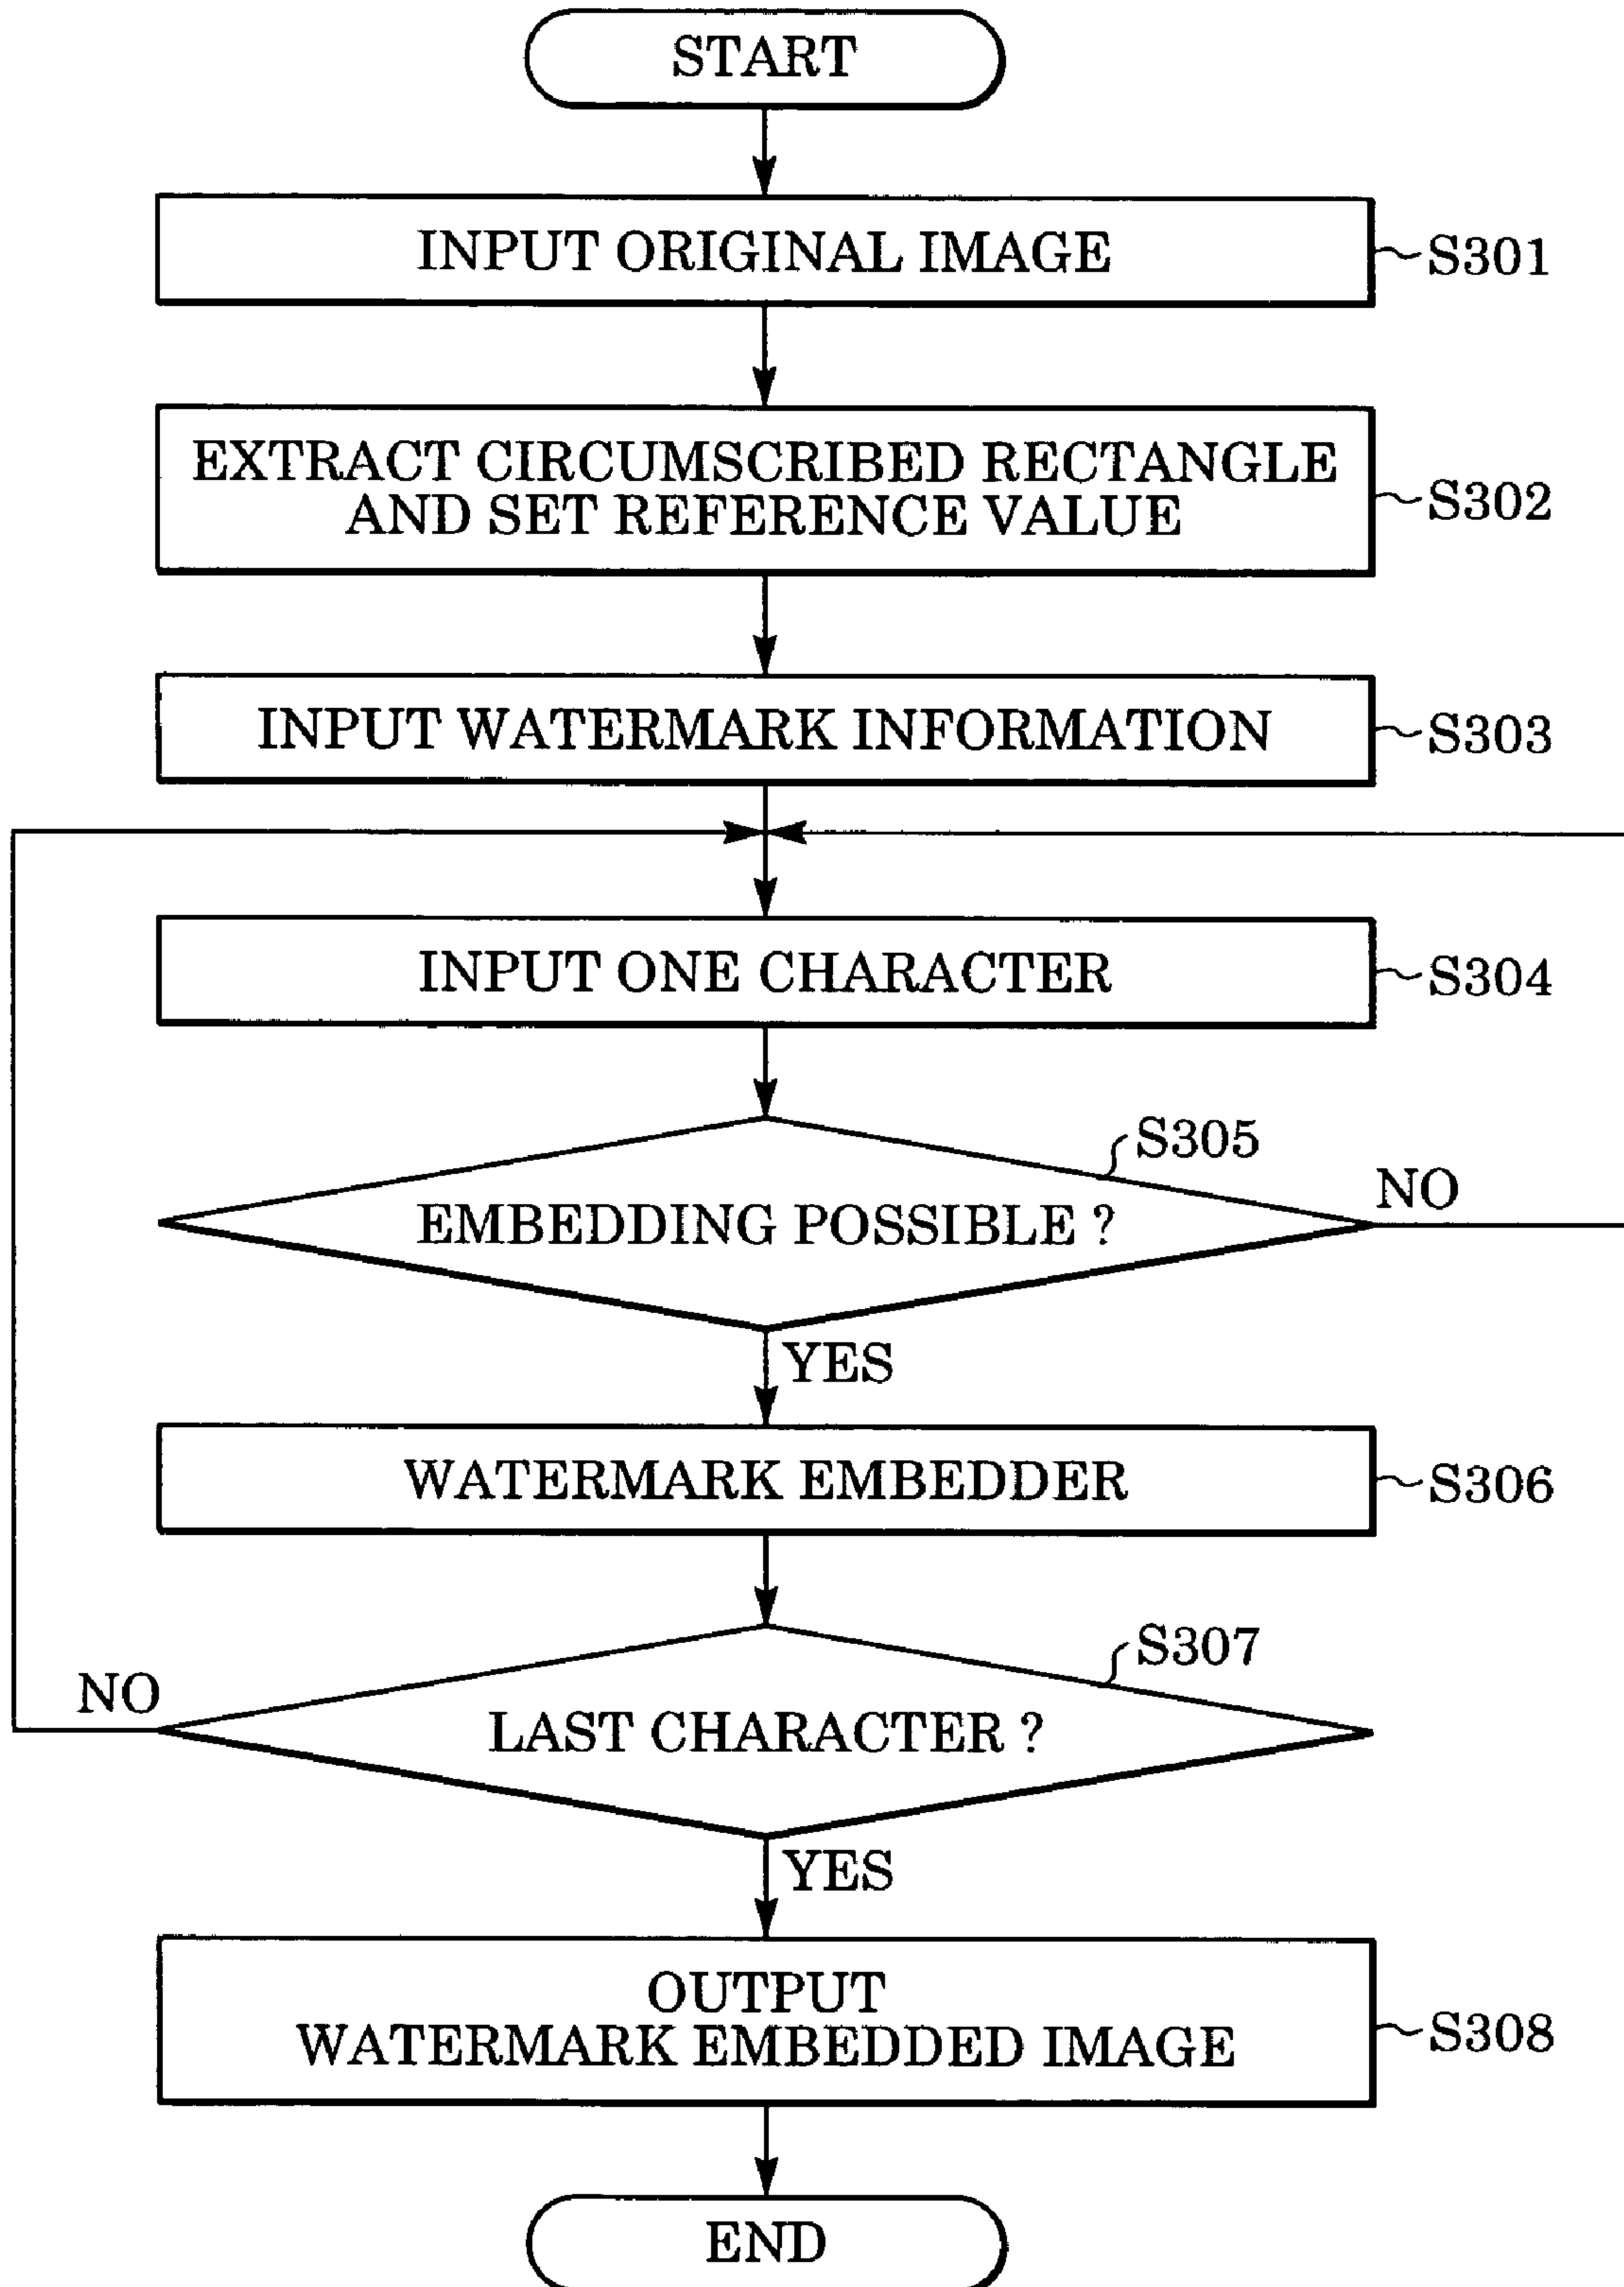 START
INPUT ORIGINAL IMAGE
S301
EXTRACT CIRCUMSCRIBED RECTANGLE
AND SET REFERENCE VALUE
S302
INPUT WATERMARK INFORMATION
S303
INPUT ONE CHARACTER
S304
S305
EMBEDDING POSSIBLE ?
NO
YES
WATERMARK EMBEDDER
S306
S307
LAST CHARACTER ?
NO
YES
OUTPUT
WATERMARK EMBEDDED IMAGE
S308
END